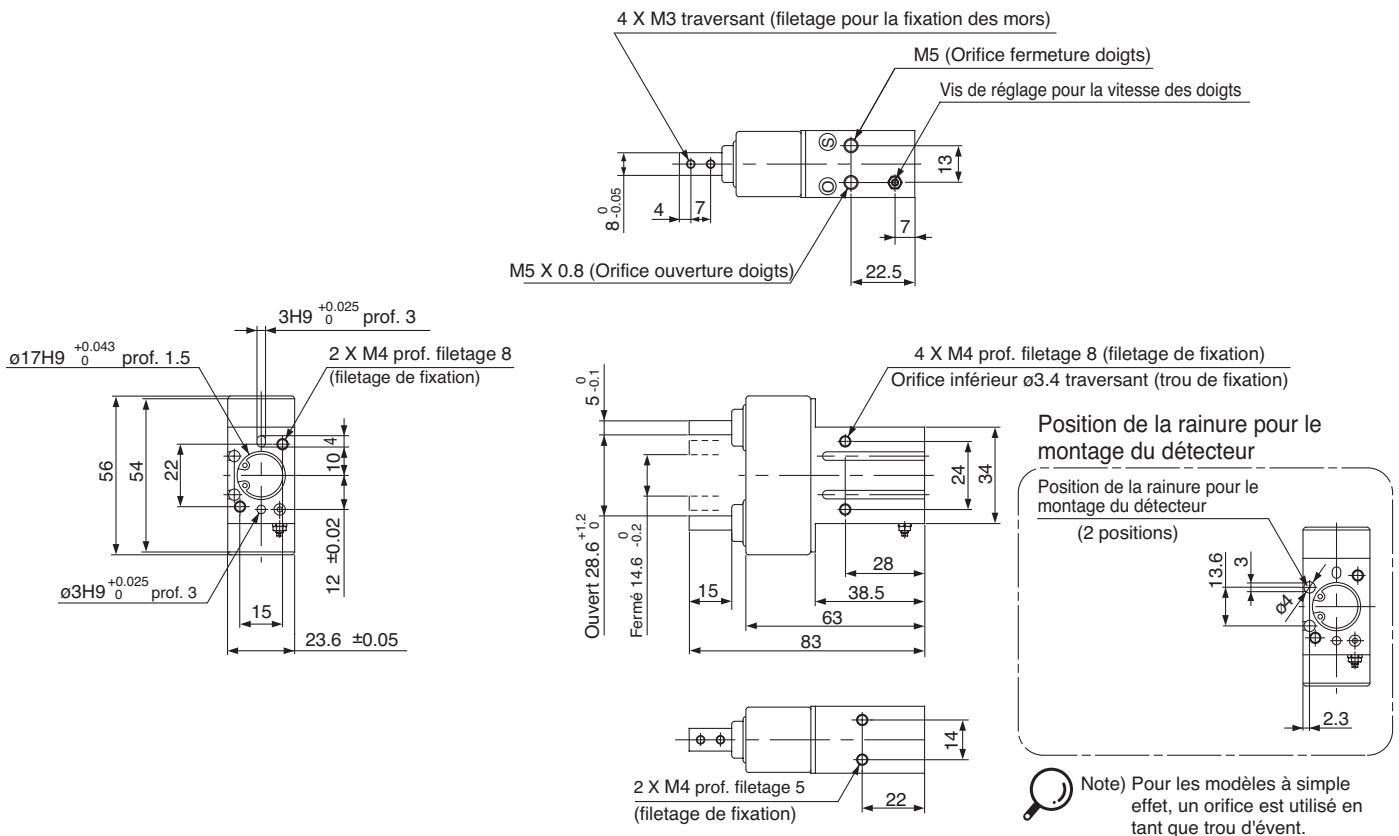 4 X M3 traversant (filetage pour la fixation des mors)
M5 (Orifice fermeture doigts)
Vis de réglage pour la vitesse des doigts
S
O
13
8 0 -0.05
4
7
7
22.5
M5 X 0.8 (Orifice ouverture doigts)
3H9 +0.025 0 prof. 3
ø17H9 +0.043 0 prof. 1.5
2 X M4 prof. filetage 8
(filetage de fixation)
56
54
22
4
10
12 ±0.02
ø3H9 +0.025 0 prof. 3
15
23.6 ±0.05
4 X M4 prof. filetage 8 (filetage de fixation)
Orifice inférieur ø3.4 traversant (trou de fixation)
5 0 -0.1
Ouvert 28.6 +1.2 0
Fermé 14.6 0 -0.2
24
34
15
28
38.5
63
83
Position de la rainure pour le
montage du détecteur
Position de la rainure pour le
montage du détecteur
(2 positions)
13.6
3
ø4
2.3
14
22
2 X M4 prof. filetage 5
(filetage de fixation)
Note) Pour les modèles à simple
effet, un orifice est utilisé en
tant que trou d'évent.